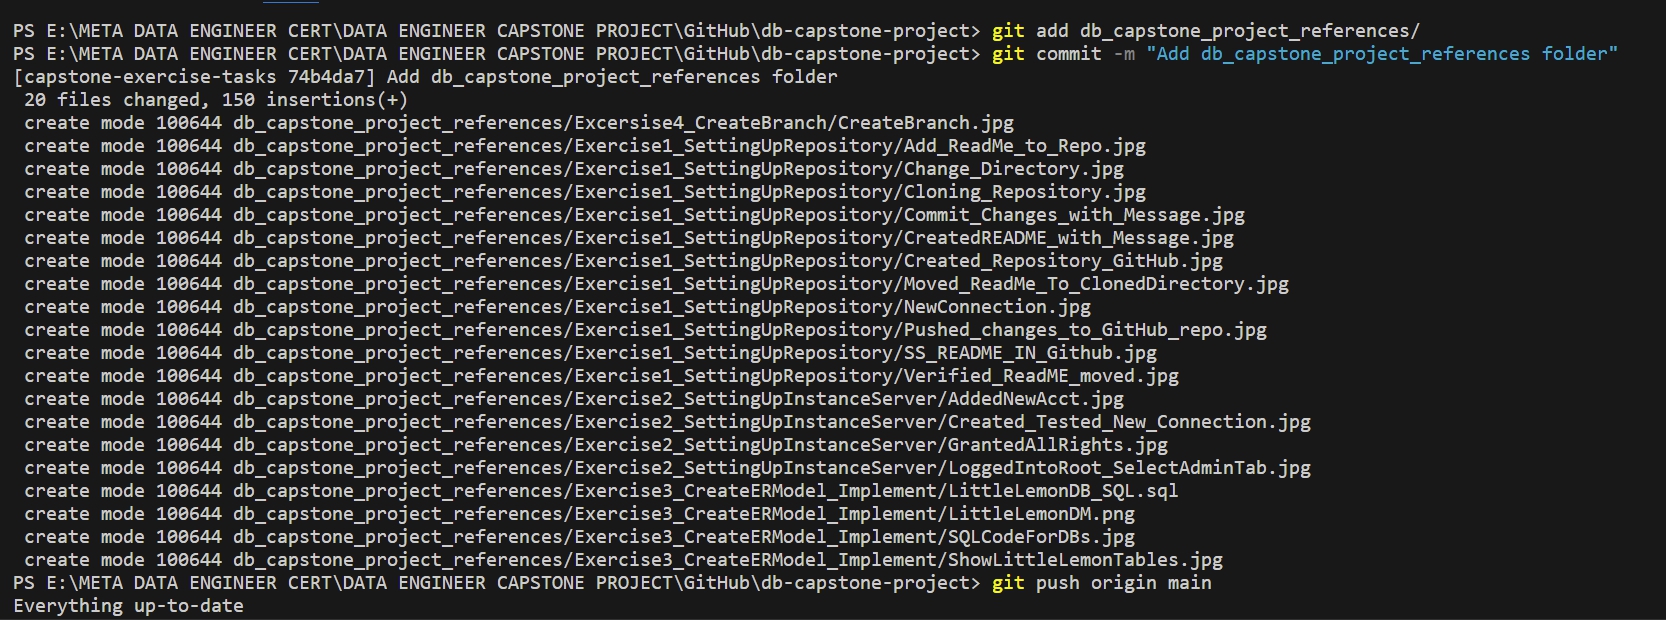 PS E:\META DATA ENGINEER CERT\DATA ENGINEER CAPSTONE PROJECT\GitHub\db-capstone-project> git add db_capstone_project_references/
PS E:\META DATA ENGINEER CERT\DATA ENGINEER CAPSTONE PROJECT\GitHub\db-capstone-project> git commit -m "Add db_capstone_project_references folder"
[capstone-exercise-tasks 74b4da7] Add db_capstone_project_references folder
 20 files changed, 150 insertions(+)
 create mode 100644 db_capstone_project_references/Excersise4_CreateBranch/CreateBranch.jpg
 create mode 100644 db_capstone_project_references/Exercise1_SettingUpRepository/Add_ReadMe_to_Repo.jpg
 create mode 100644 db_capstone_project_references/Exercise1_SettingUpRepository/Change_Directory.jpg
 create mode 100644 db_capstone_project_references/Exercise1_SettingUpRepository/Cloning_Repository.jpg
 create mode 100644 db_capstone_project_references/Exercise1_SettingUpRepository/Commit_Changes_with_Message.jpg
 create mode 100644 db_capstone_project_references/Exercise1_SettingUpRepository/CreatedREADME_with_Message.jpg
 create mode 100644 db_capstone_project_references/Exercise1_SettingUpRepository/Created_Repository_GitHub.jpg
 create mode 100644 db_capstone_project_references/Exercise1_SettingUpRepository/Moved_ReadMe_To_ClonedDirectory.jpg
 create mode 100644 db_capstone_project_references/Exercise1_SettingUpRepository/NewConnection.jpg
 create mode 100644 db_capstone_project_references/Exercise1_SettingUpRepository/Pushed_changes_to_GitHub_repo.jpg
 create mode 100644 db_capstone_project_references/Exercise1_SettingUpRepository/SS_README_IN_Github.jpg
 create mode 100644 db_capstone_project_references/Exercise1_SettingUpRepository/Verified_ReadME_moved.jpg
 create mode 100644 db_capstone_project_references/Exercise2_SettingUpInstanceServer/AddedNewAcct.jpg
 create mode 100644 db_capstone_project_references/Exercise2_SettingUpInstanceServer/Created_Tested_New_Connection.jpg
 create mode 100644 db_capstone_project_references/Exercise2_SettingUpInstanceServer/GrantedAllRights.jpg
 create mode 100644 db_capstone_project_references/Exercise2_SettingUpInstanceServer/LoggedIntoRoot_SelectAdminTab.jpg
 create mode 100644 db_capstone_project_references/Exercise3_CreateERModel_Implement/LittleLemonDB_SQL.sql
 create mode 100644 db_capstone_project_references/Exercise3_CreateERModel_Implement/LittleLemonDM.png
 create mode 100644 db_capstone_project_references/Exercise3_CreateERModel_Implement/SQLCodeForDBs.jpg
 create mode 100644 db_capstone_project_references/Exercise3_CreateERModel_Implement/ShowLittleLemonTables.jpg
PS E:\META DATA ENGINEER CERT\DATA ENGINEER CAPSTONE PROJECT\GitHub\db-capstone-project> git push origin main
Everything up-to-date